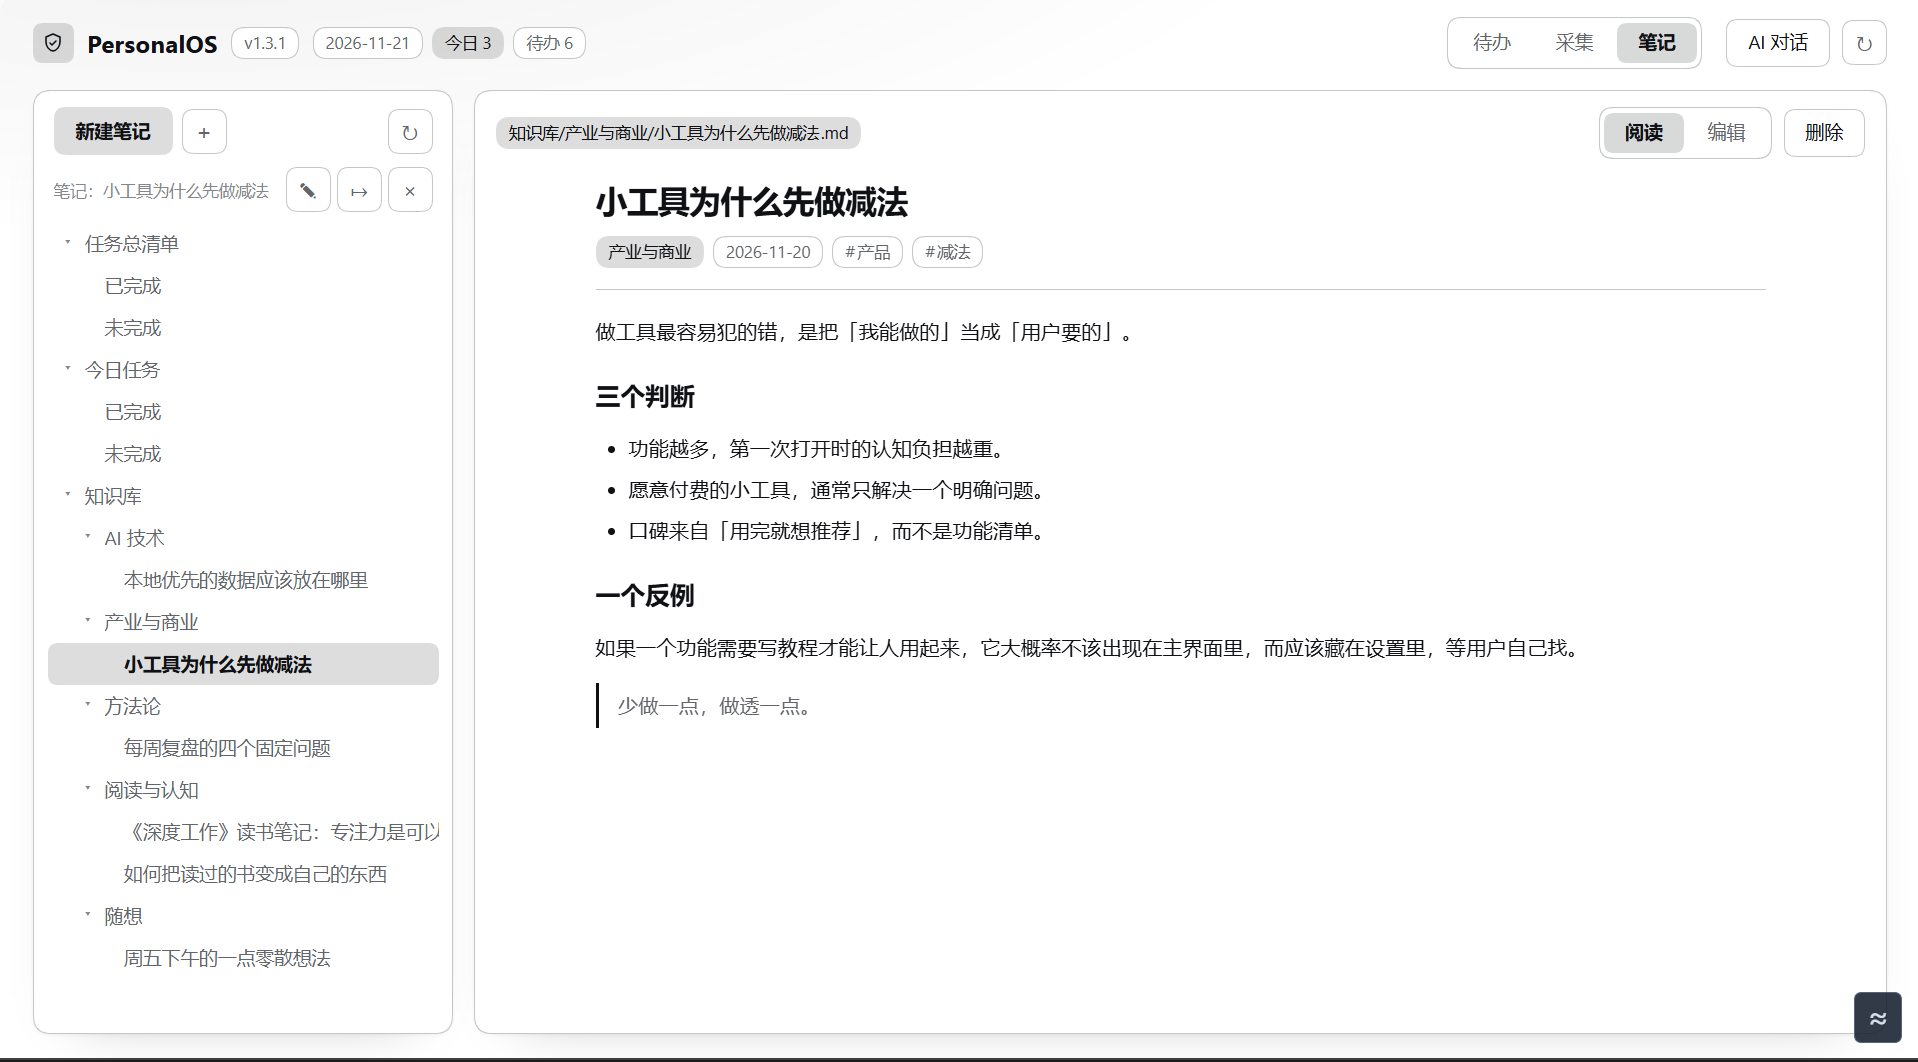 PersonalOS v1.3.1 2026-11-21 今日 3 待办 6 待办 采集 笔记 AI 对话 ↻
新建笔记 + ↻
笔记：小工具为什么先做减法 ✎ ↦ ×
任务总清单
已完成
未完成
今日任务
已完成
未完成
知识库
AI 技术
本地优先的数据应该放在哪里
产业与商业
小工具为什么先做减法
方法论
每周复盘的四个固定问题
阅读与认知
《深度工作》读书笔记：专注力是可以
如何把读过的书变成自己的东西
随想
周五下午的一点零散想法
知识库/产业与商业//小工具为什么先做减法.md 阅读 编辑 删除
小工具为什么先做减法
产业与商业 2026-11-20 #产品 #减法
做工具最容易犯的错，是把「我能做的」当成「用户要的」。
三个判断
• 功能越多，第一次打开时的认知负担越重。
• 愿意付费的小工具，通常只解决一个明确问题。
• 口碑来自「用完就想推荐」，而不是功能清单。
一个反例
如果一个功能需要写教程才能让人用起来，它大概率不该出现在主界面里，而应该藏在设置里，等用户自己找。
少做一点，做透一点。
≈